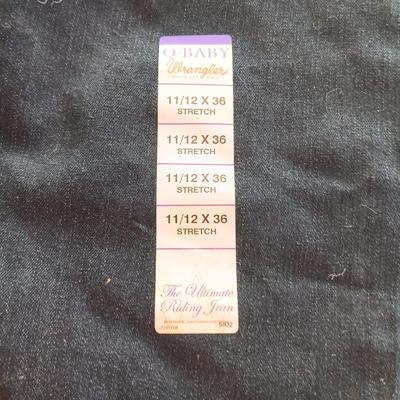 Q-BABY
Wrangler
11/12 X 36
STRETCH
11/12 X 36
STRETCH
11/12 X 36
STRETCH
11/12 X 36
STRETCH
The Ultimate
Riding Jean